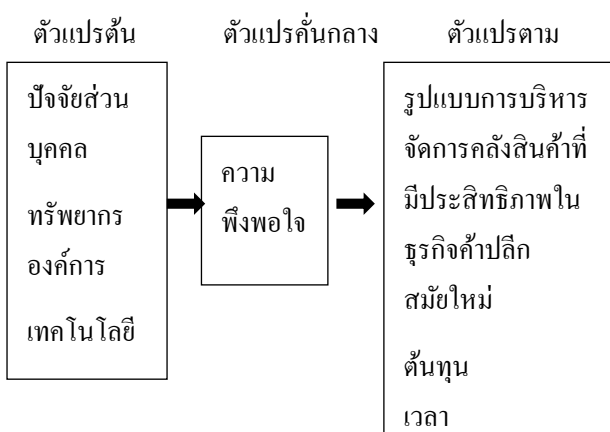 ตัวแปรต้น
ตัวแปรคั่นกลาง
ตัวแปรตาม
ปัจจัยส่วน
บุคคล
ทรัพยากร
องค์การ
เทคโนโลยี
ความ
พึงพอใจ
รูปแบบการบริหาร
จัดการคลังสินค้าที่
มีประสิทธิภาพใน
ธุรกิจค้าปลีก
สมัยใหม่
ต้นทุน
เวลา